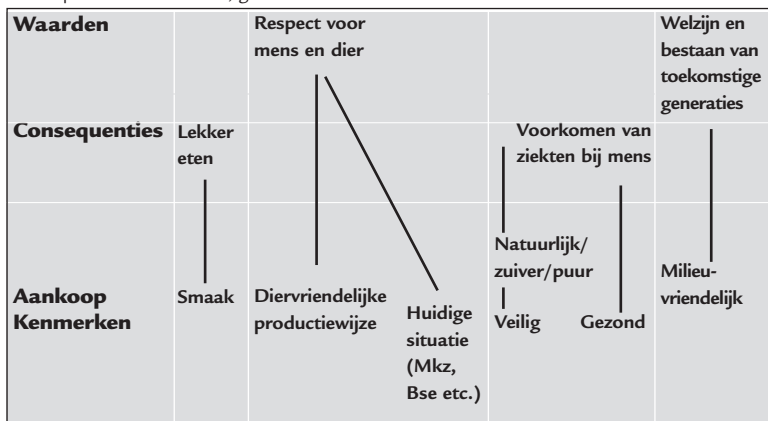 Waarden
Respect voor
mens en dier
Welzijn en
bestaan van
toekomstige
generaties
Consequenties
Lekker
eten
Voorkomen van
ziekten bij mens
Natuurlijk/
zuiver/puur
Aankoop
Kenmerken
Smaak
Diervriendelijke
productiewijze
Huidige
situatie
(Mkz,
Bse etc.)
Veilig
Gezond
Milieu-
vriendelijk